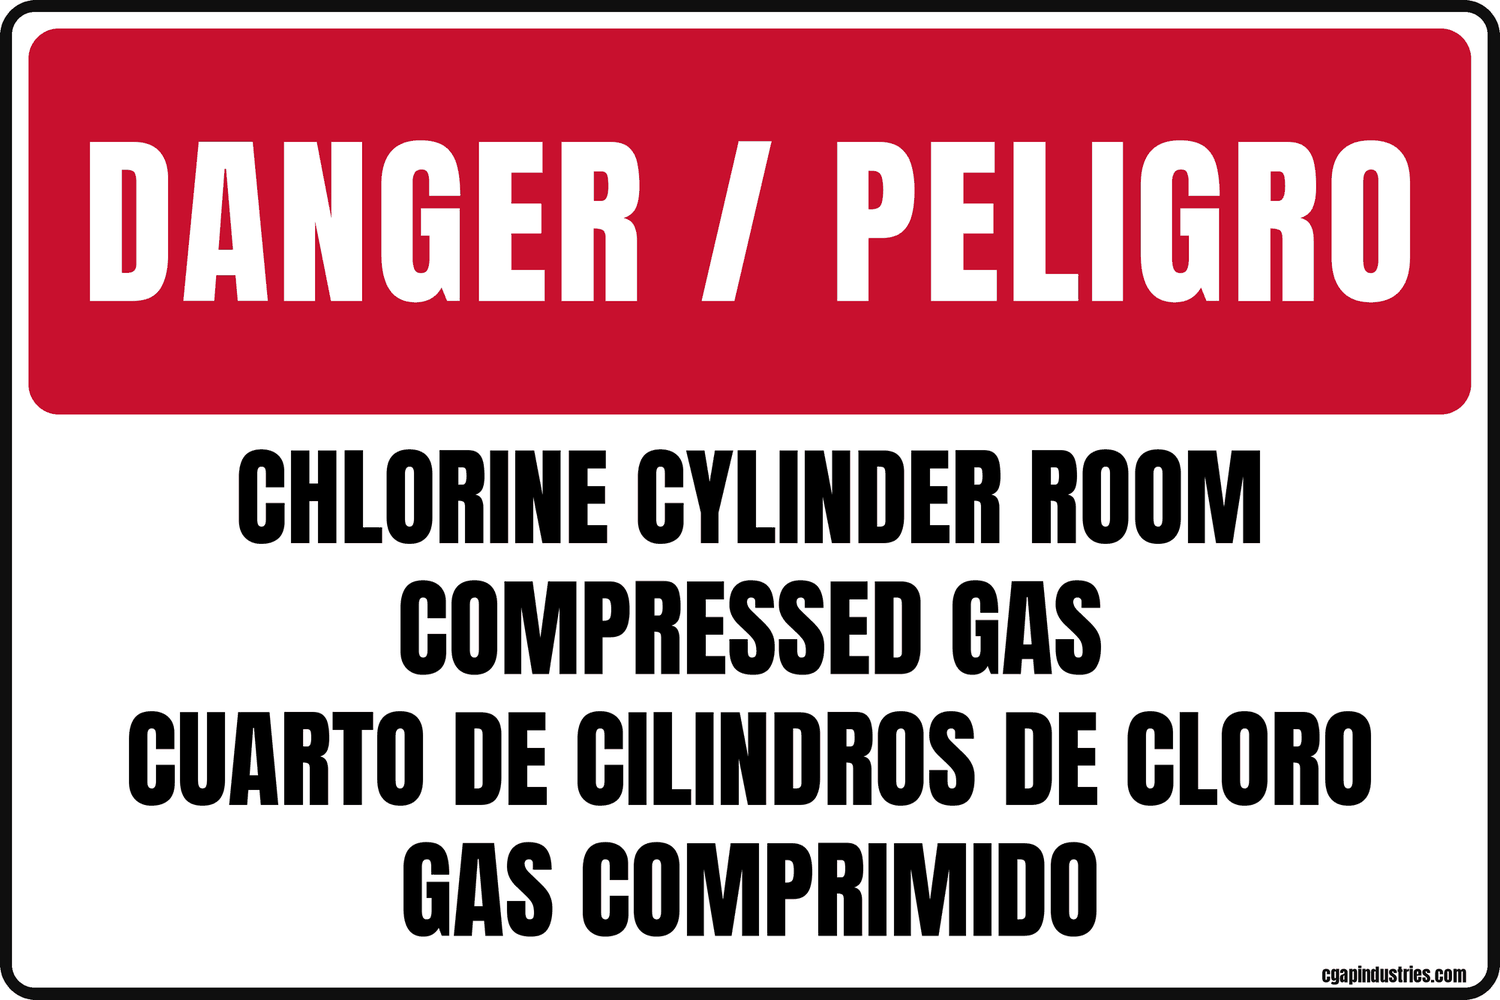 DANGER / PELIGRO
CHLORINE CYLINDER ROOM
COMPRESSED GAS
CUARTO DE CILINDROS DE CLORO
GAS COMPRIMIDO
cgapindustries.com